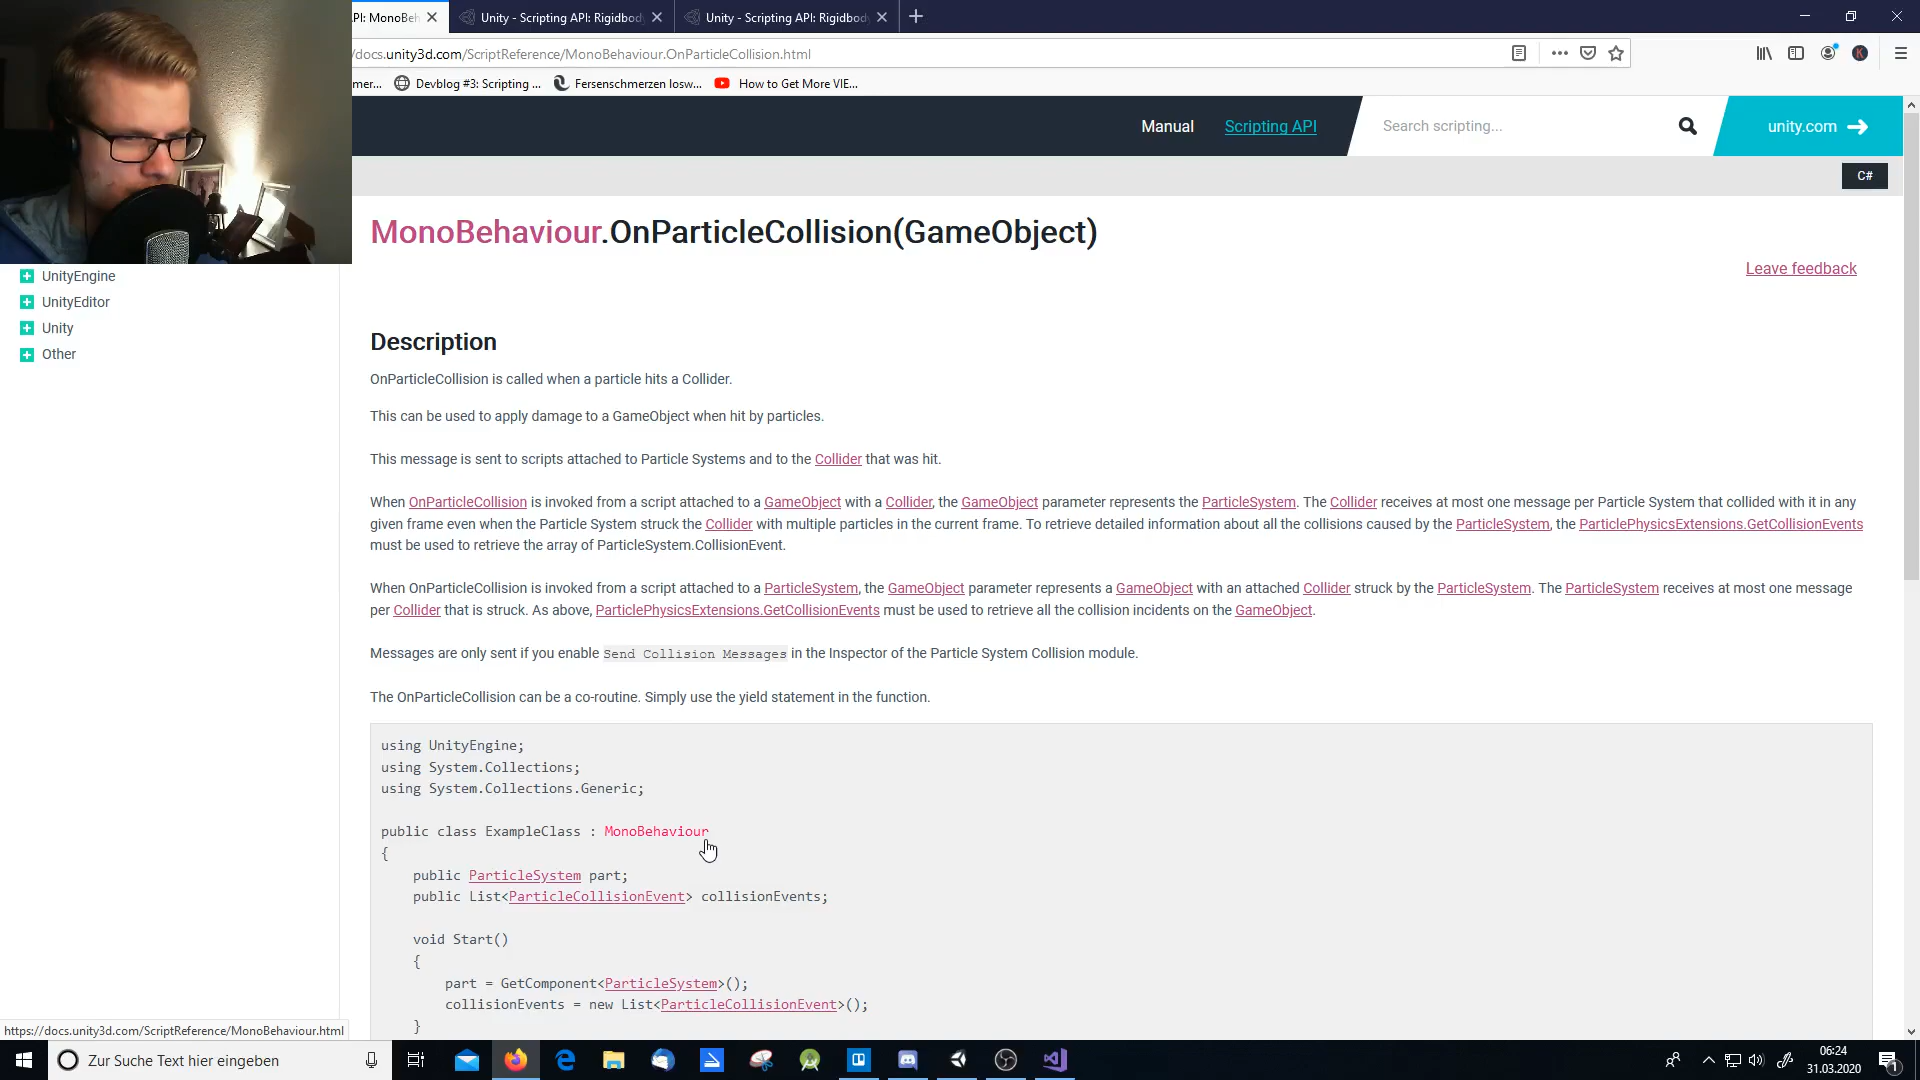 PI: MonoBeh
Unity - Scripting API: Rigidbody
Unity - Scripting API: Rigidbody
/docs.unity3d.com/ScriptReference/MonoBehaviour.OnParticleCollision.html
mer...
Devblog #3: Scripting ...
Fersenschmerzen losw...
How to Get More VIE...
Manual
Scripting API
Search scripting...
unity.com
C#
MonoBehaviour.OnParticleCollision(GameObject)
Leave feedback
UnityEngine
UnityEditor
Unity
Other
Description
OnParticleCollision is called when a particle hits a Collider.
This can be used to apply damage to a GameObject when hit by particles.
This message is sent to scripts attached to Particle Systems and to the Collider that was hit.
When OnParticleCollision is invoked from a script attached to a GameObject with a Collider, the GameObject parameter represents the ParticleSystem. The Collider receives at most one message per Particle System that collided with it in any
given frame even when the Particle System struck the Collider with multiple particles in the current frame. To retrieve detailed information about all the collisions caused by the ParticleSystem, the ParticlePhysicsExtensions.GetCollisionEvents
must be used to retrieve the array of ParticleSystem.CollisionEvent.
When OnParticleCollision is invoked from a script attached to a ParticleSystem, the GameObject parameter represents a GameObject with an attached Collider struck by the ParticleSystem. The ParticleSystem receives at most one message
per Collider that is struck. As above, ParticlePhysicsExtensions.GetCollisionEvents must be used to retrieve all the collision incidents on the GameObject.
Messages are only sent if you enable Send Collision Messages in the Inspector of the Particle System Collision module.
The OnParticleCollision can be a co-routine. Simply use the yield statement in the function.
using UnityEngine;
using System.Collections;
using System.Collections.Generic;
public class ExampleClass : MonoBehaviour
{
public ParticleSystem part;
public List<ParticleCollisionEvent> collisionEvents;
void Start()
{
part = GetComponent<ParticleSystem>();
collisionEvents = new List<ParticleCollisionEvent>();
}
https://docs.unity3d.com/ScriptReference/MonoBehaviour.html
Zur Suche Text hier eingeben
06:24
31.03.2020
1